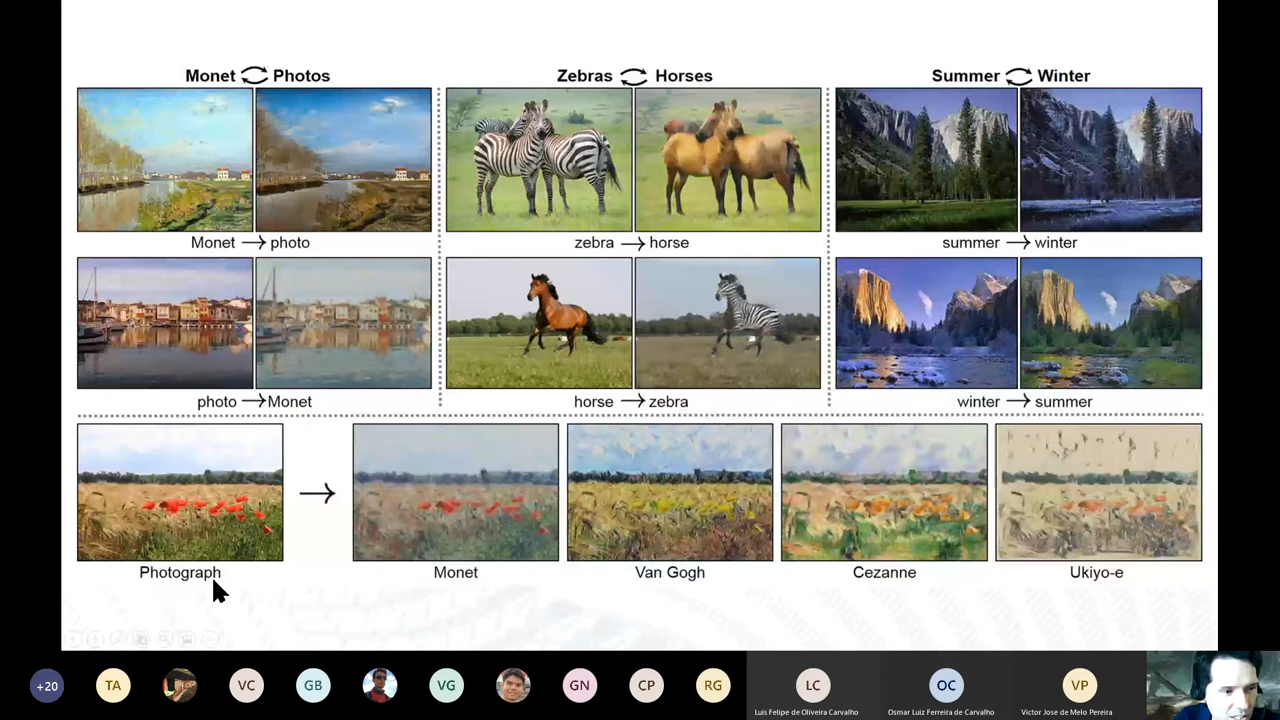 Monet Photos
Zebras Horses
Summer Winter
Monet → photo
zebra → horse
summer → winter
photo → Monet
horse → zebra
winter → summer
→
Photograph
Monet
Van Gogh
Cezanne
Ukiyo-e
+20
TA
VC
GB
VG
GN
CP
RG
LC
OC
VP
Luis Felipe de Oliveira Carvalho
Osmar Luiz Ferreira de Carvalho
Victor Jose de Melo Pereira